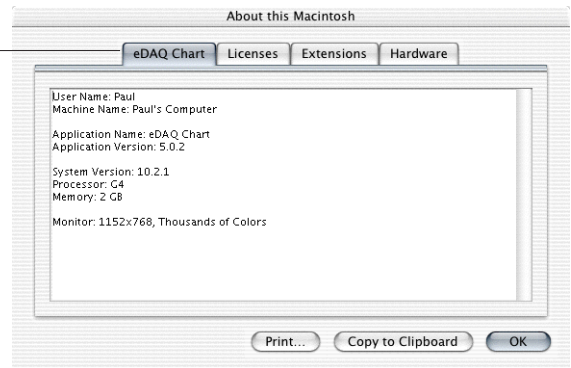 About this Macintosh
eDAQ Chart Licenses Extensions Hardware
User Name: Paul
Machine Name: Paul's Computer
Application Name: eDAQ Chart
Application Version: 5.0.2
System Version: 10.2.1
Processor: G4
Memory: 2 GB
Monitor: 1152x768, Thousands of Colors
Print... Copy to Clipboard OK